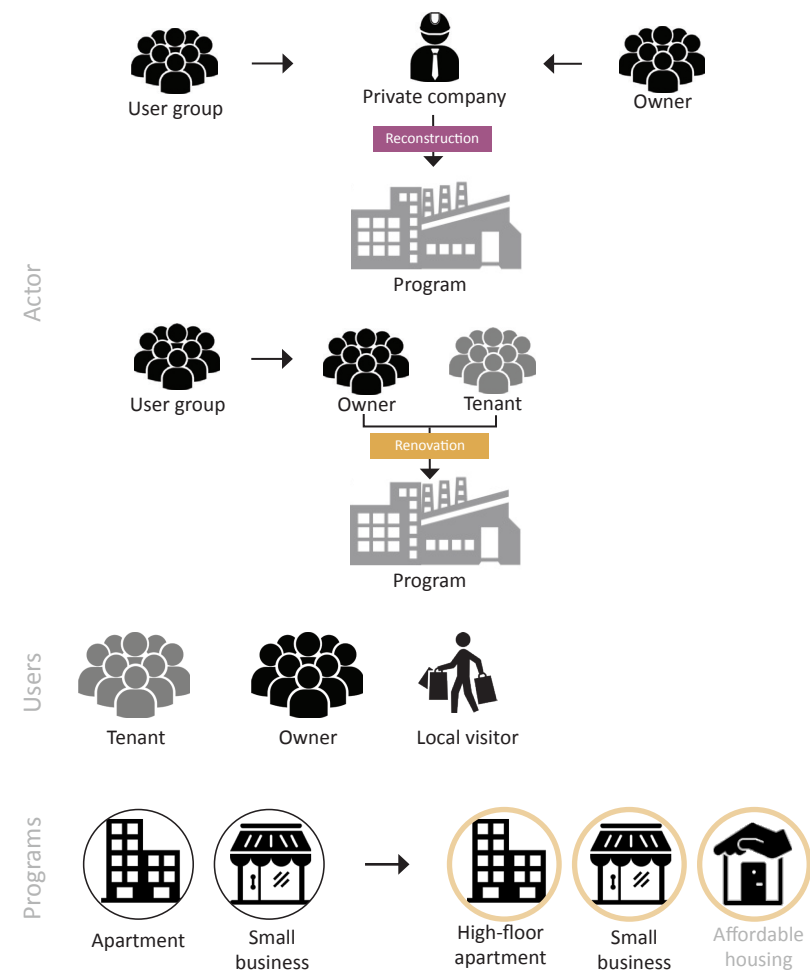 Actor
User group
Private company
Owner
Reconstruction
Program
User group
Owner
Tenant
Renovation
Program
Users
Tenant
Owner
Local visitor
Programs
Apartment
Small
business
High-floor
apartment
Small
business
Affordable
housing